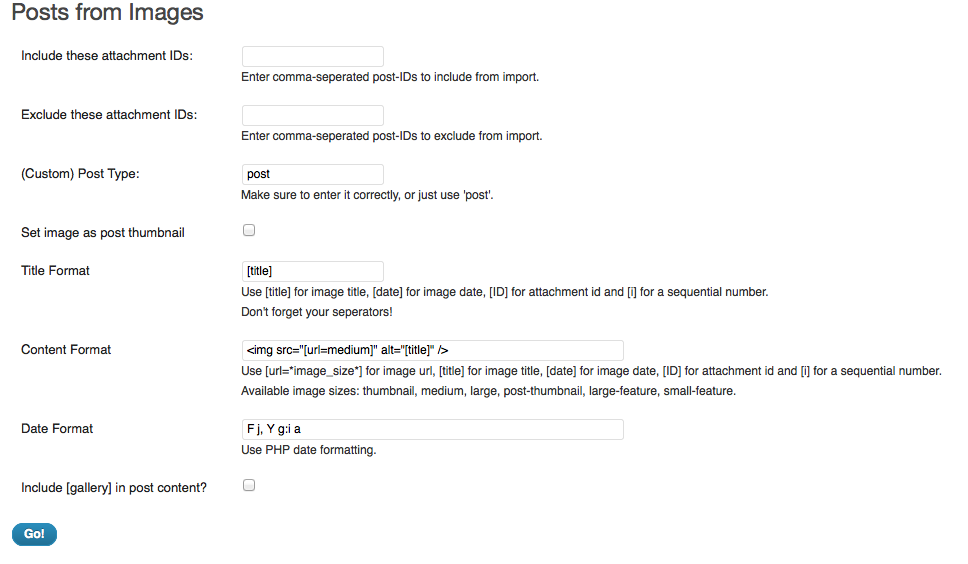 Posts from Images
Include these attachment IDs:
Enter comma-seperated post-IDs to include from import.
Exclude these attachment IDs:
Enter comma-seperated post-IDs to exclude from import.
(Custom) Post Type:
post
Make sure to enter it correctly, or just use 'post'.
Set image as post thumbnail
Title Format
[title]
Use [title] for image title, [date] for image date, [ID] for attachment id and [i] for a sequential number.
Don't forget your seperators!
Content Format
<img src="[url=medium]" alt="[title]" />
Use [url=*image_size*] for image url, [title] for image title, [date] for image date, [ID] for attachment id and [i] for a sequential number.
Available image sizes: thumbnail, medium, large, post-thumbnail, large-feature, small-feature.
Date Format
F j, Y g:i a
Use PHP date formatting.
Include [gallery] in post content?
Go!